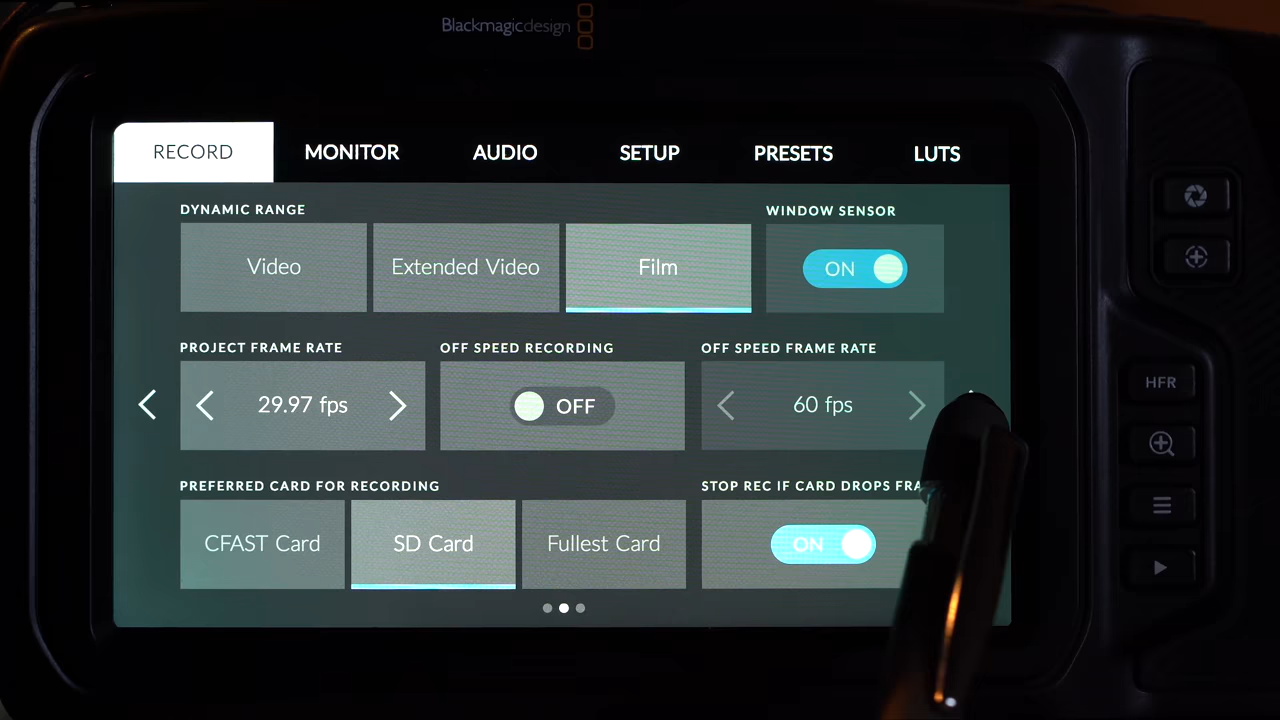 Blackmagicdesign
RECORD MONITOR AUDIO SETUP PRESETS LUTS
DYNAMIC RANGE WINDOW SENSOR
Video Extended Video Film ON
PROJECT FRAME RATE OFF SPEED RECORDING OFF SPEED FRAME RATE
29.97 fps OFF 60 fps
HFR
PREFERRED CARD FOR RECORDING STOP REC IF CARD DROPS FRA
CFAST Card SD Card Fullest Card ON